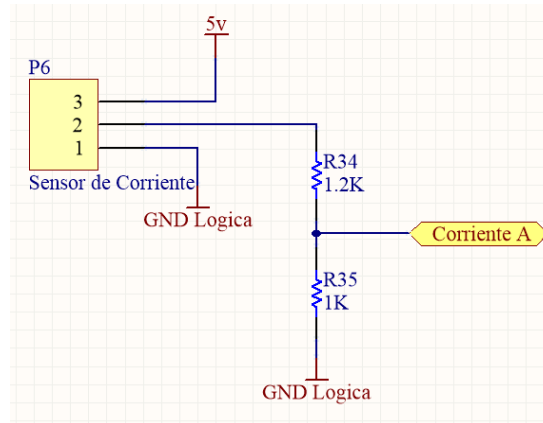 5v
P6
3
2
1
Sensor de Corriente
GND Logica
R34
1.2K
Corriente A
R35
1K
GND Logica